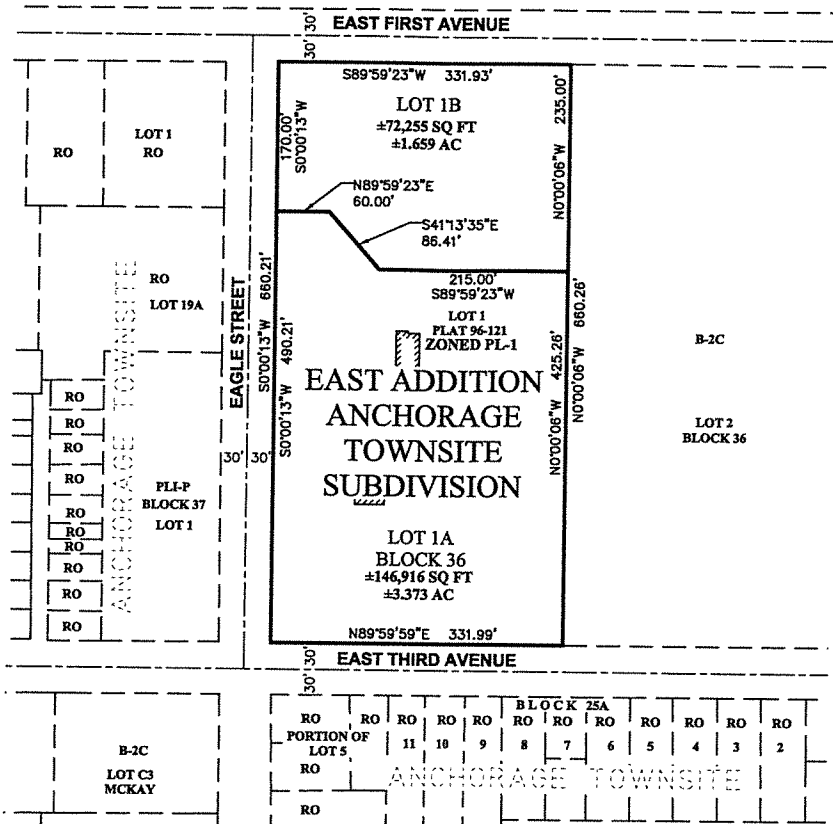 EAST FIRST AVENUE
30' 30'
S89°59'23"W 331.93'
LOT 1B
±72,255 SQ FT
±1.659 AC
170.00'
S0°00'13"W
235.00'
N0°00'06"W
N89°59'23"E
60.00'
S41°13'35"E
86.41'
215.00'
S89°59'23"W
LOT 1
RO
RO
RO
LOT 19A
TOWNSITE
ANCHORAGE
EAGLE STREET
S0°00'13"W 660.21'
S0°00'13"W 490.21'
30' 30'
LOT 1
PLAT 96-121
ZONED PL-1
EAST ADDITION
ANCHORAGE
TOWNSITE
SUBDIVISION
N0°00'06"W 425.26'
N0°00'06"W 660.26'
B-2C
LOT 2
BLOCK 36
RO
RO
RO
RO
RO
RO
RO
RO
RO
RO
PLI-P
BLOCK 37
LOT 1
LOT 1A
BLOCK 36
±146,916 SQ FT
±3.373 AC
N89°59'59"E 331.99'
EAST THIRD AVENUE
30' 30'
BLOCK 25A
RO RO RO RO RO RO RO RO RO RO RO RO
PORTION OF
LOT 5
11 10 9 8 7 6 5 4 3 2
RO
RO
ANCHORAGE TOWNSITE
B-2C
LOT C3
MCKAY